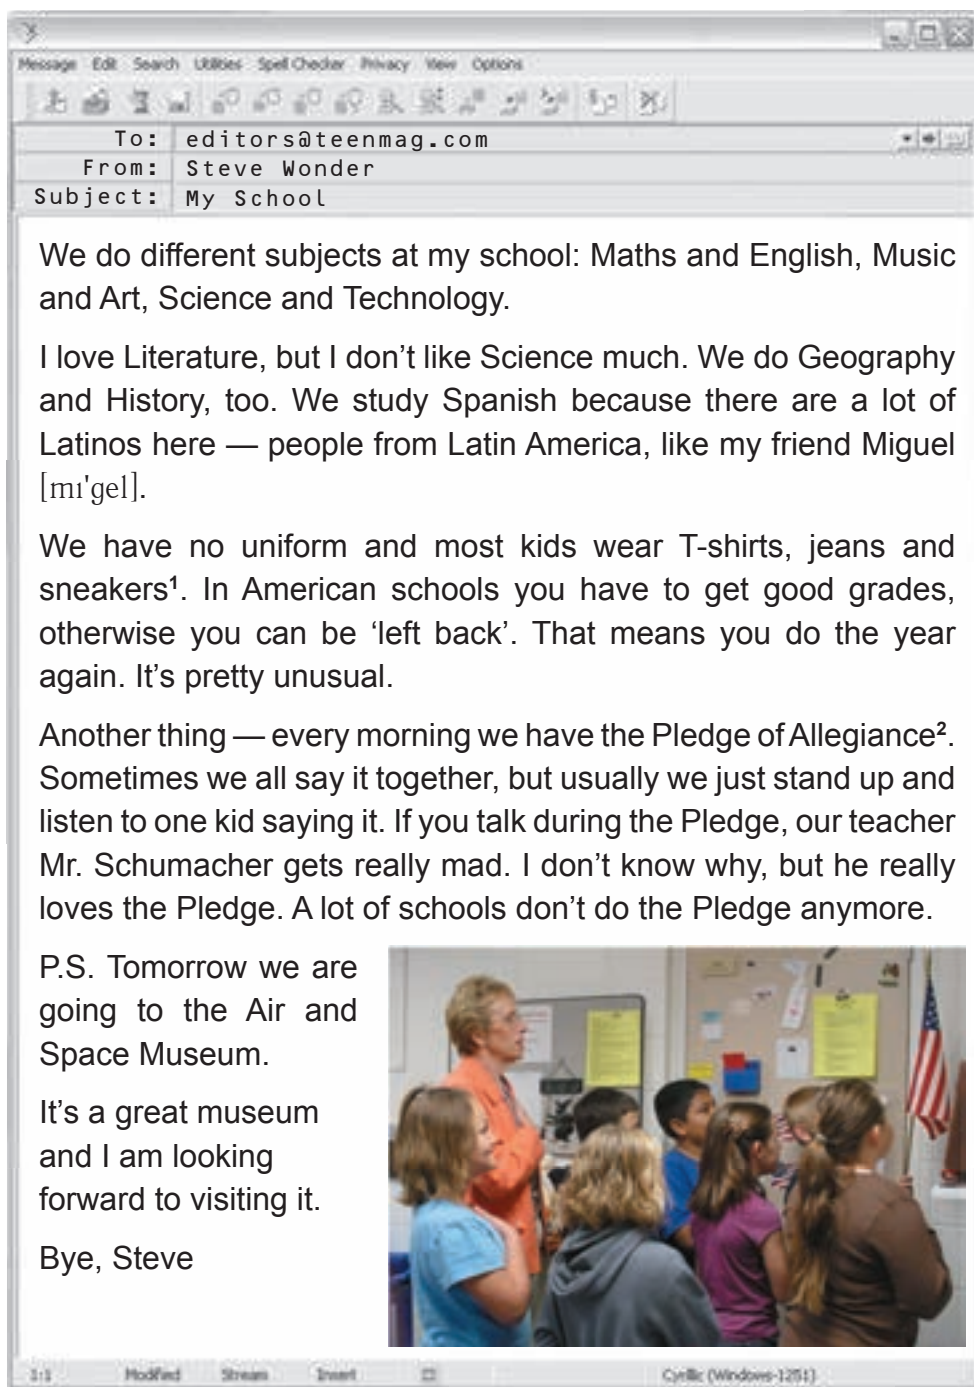 Message Edit Search Utilities Spell Checker Privacy View Options
To: editors@teenmag.com
From: Steve Wonder
Subject: My School
We do different subjects at my school: Maths and English, Music
and Art, Science and Technology.
I love Literature, but I don’t like Science much. We do Geography
and History, too. We study Spanish because there are a lot of
Latinos here — people from Latin America, like my friend Miguel
[mɪ'gel].
We have no uniform and most kids wear T-shirts, jeans and
sneakers¹. In American schools you have to get good grades,
otherwise you can be ‘left back’. That means you do the year
again. It’s pretty unusual.
Another thing — every morning we have the Pledge of Allegiance².
Sometimes we all say it together, but usually we just stand up and
listen to one kid saying it. If you talk during the Pledge, our teacher
Mr. Schumacher gets really mad. I don’t know why, but he really
loves the Pledge. A lot of schools don’t do the Pledge anymore.
P.S. Tomorrow we are
going to the Air and
Space Museum.
It’s a great museum
and I am looking
forward to visiting it.
Bye, Steve
1:1 Modified Stream Insert Cyrillic (Windows-1251)